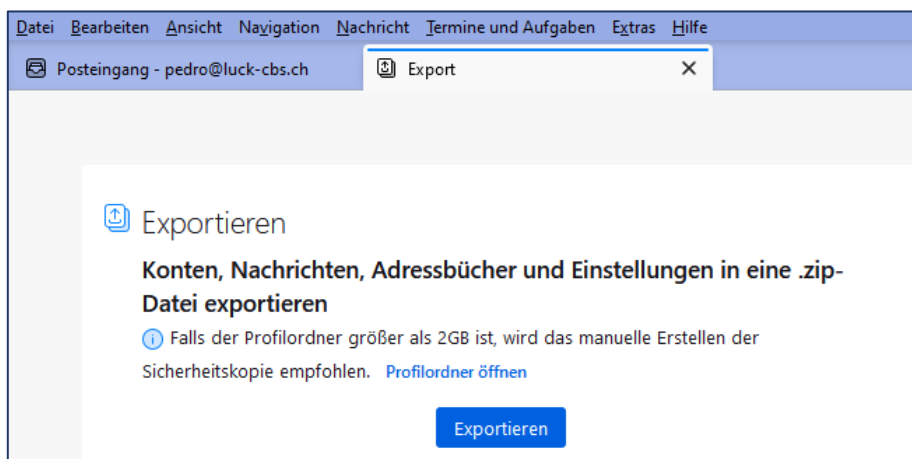 Datei Bearbeiten Ansicht Navigation Nachricht Termine und Aufgaben Extras Hilfe
Posteingang - pedro@luck-cbs.ch Export
Exportieren
Konten, Nachrichten, Adressbücher und Einstellungen in eine .zip-
Datei exportieren
Falls der Profilordner größer als 2GB ist, wird das manuelle Erstellen der
Sicherheitskopie empfohlen. Profilordner öffnen
Exportieren